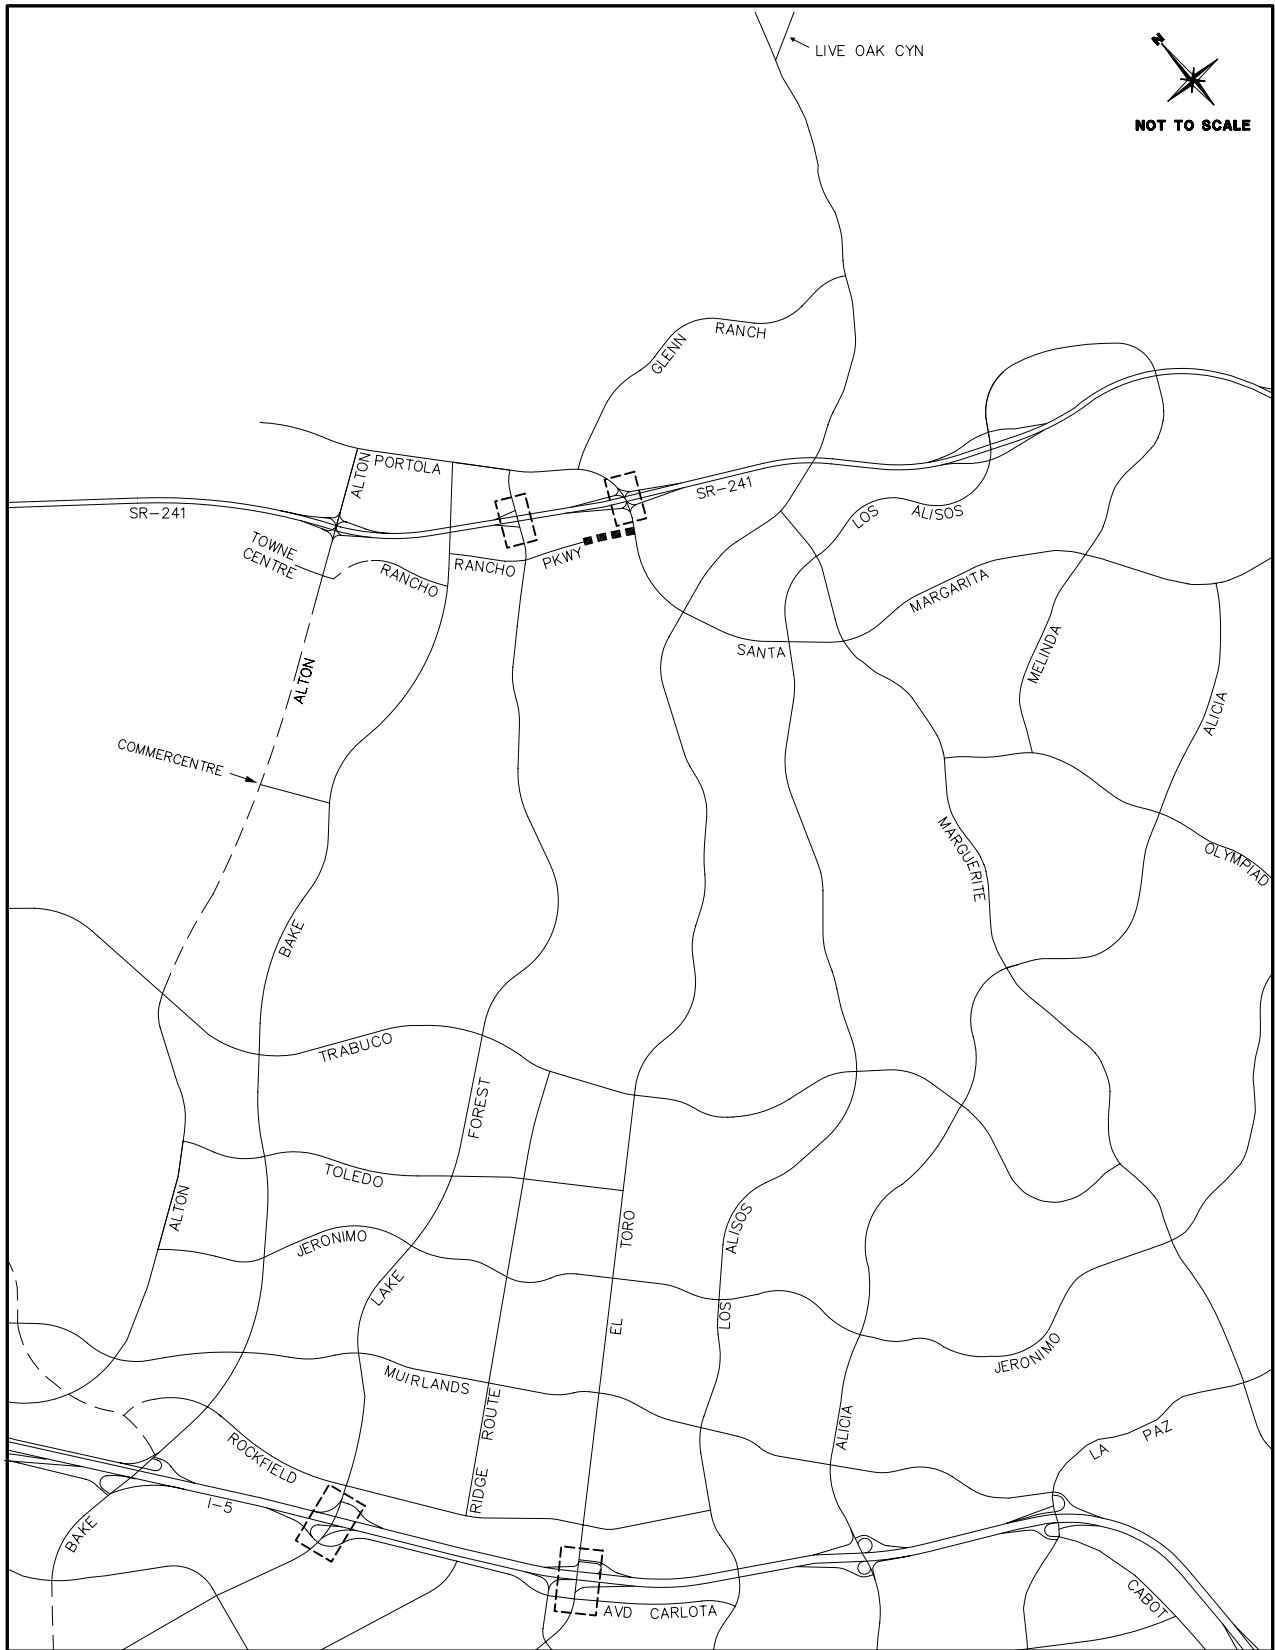 LIVE OAK CYN
N
NOT TO SCALE
RANCH
GLENN
PORTOLA
ALTON
SR-241
SR-241
LOS
ALISOS
TOWNE
CENTRE
RANCHO
RANCHO
PKWY
MARGARITA
SANTA
MELINDA
ALTON
ALICIA
COMMERCENTRE
MARGUERITE
OLYMPIAD
BAKE
TRABUCO
FOREST
TOLEDO
ALTON
TORO
ALISOS
JERONIMO
LAKE
LOS
EL
JERONIMO
MUIRLANDS
ROUTE
ALICIA
LA
PAZ
ROCKFIELD
RIDGE
I-5
BAKE
AVD CARLOTA
CABOT